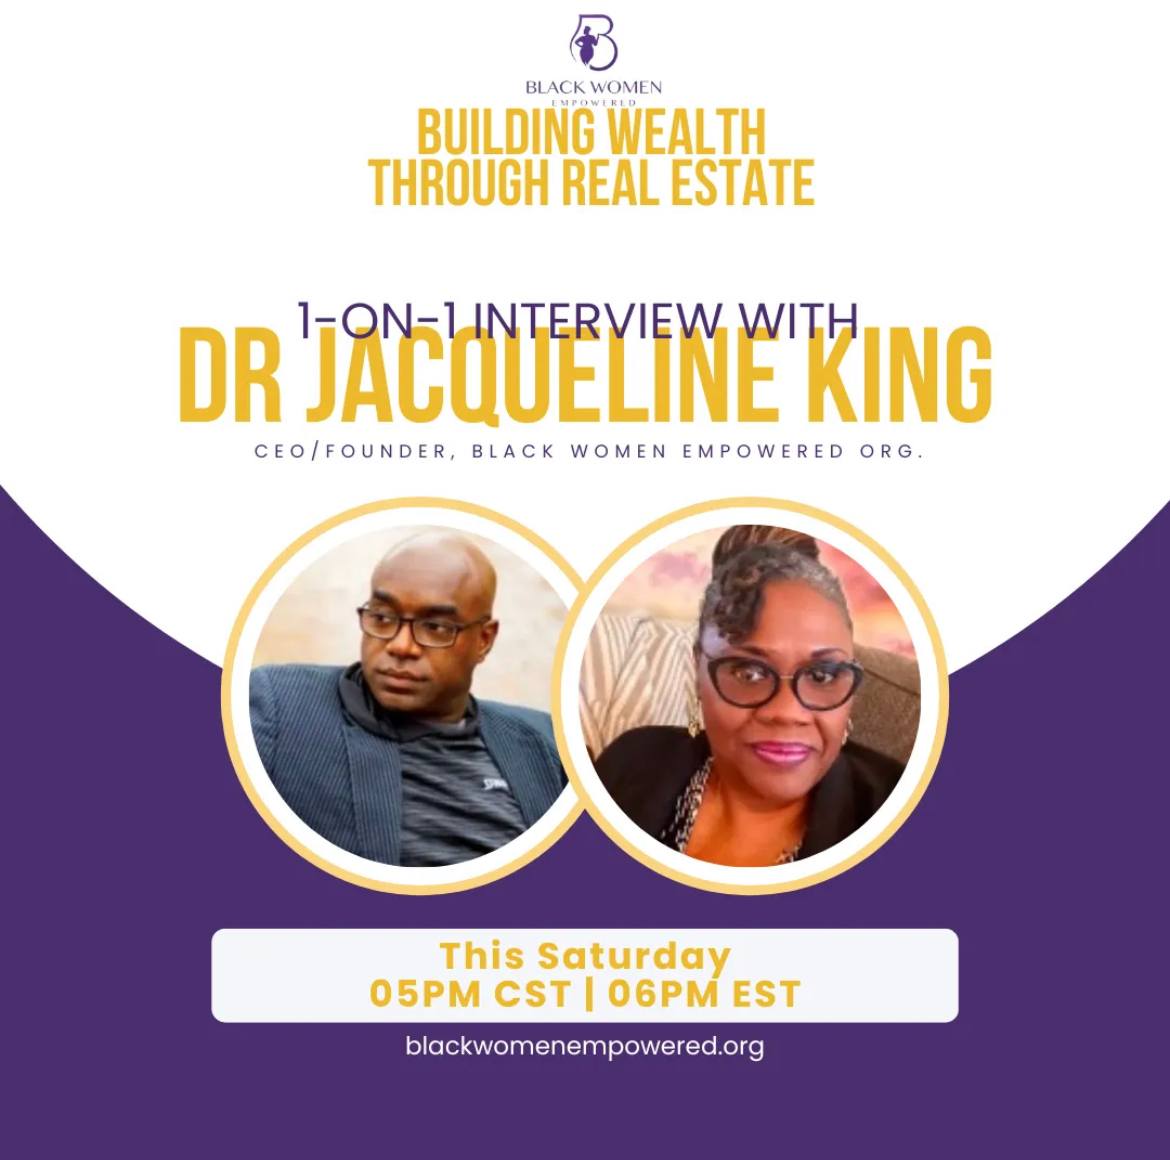 BLACK WOMEN
EMPOWERED
BUILDING WEALTH
THROUGH REAL ESTATE
1-ON-1 INTERVIEW WITH
DR JACQUELINE KING
CEO/FOUNDER, BLACK WOMEN EMPOWERED ORG.
This Saturday
05PM CST | 06PM EST
blackwomenempowered.org